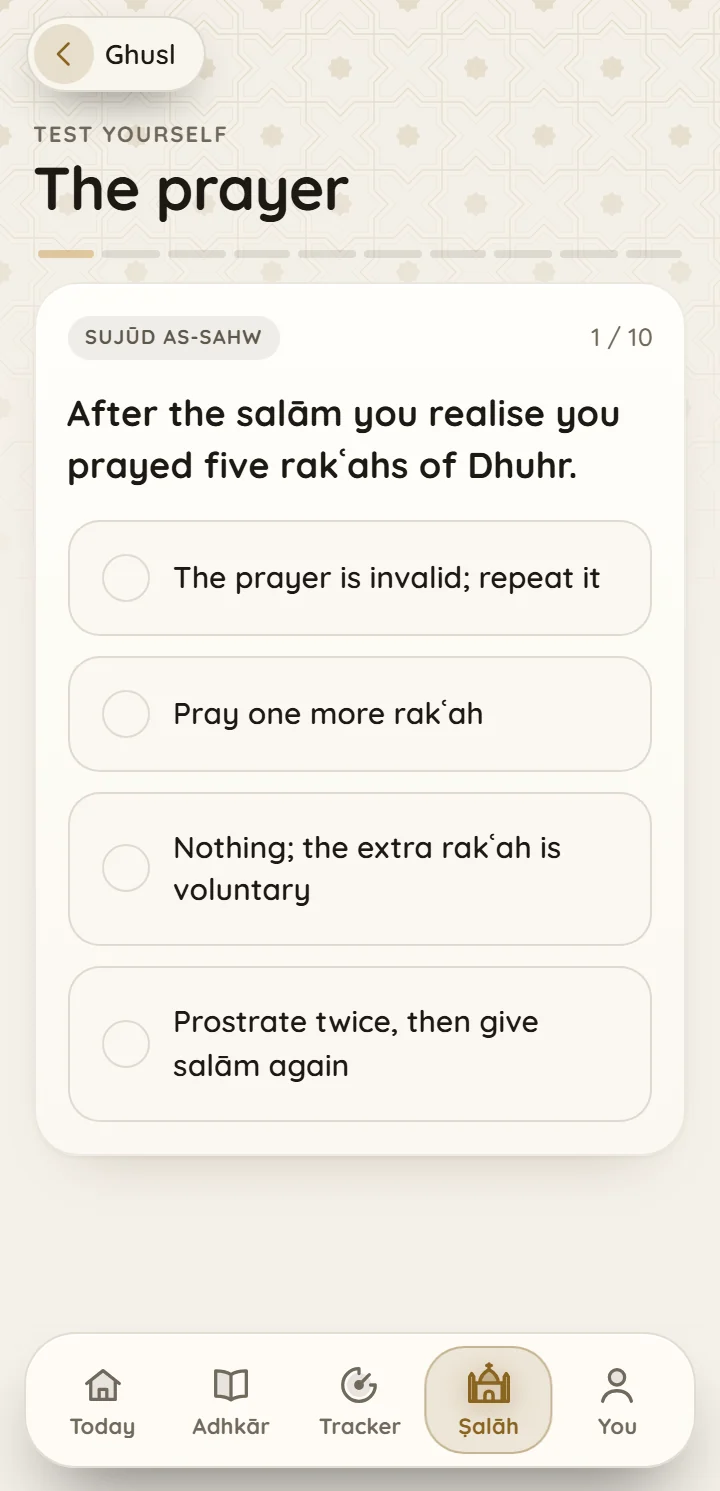 Ghusl
TEST YOURSELF
The prayer
SUJŪD AS-SAHW
1 / 10
After the salām you realise you
prayed five rakʿahs of Dhuhr.
The prayer is invalid; repeat it
Pray one more rakʿah
Nothing; the extra rakʿah is
voluntary
Prostrate twice, then give
salām again
Today
Adhkār
Tracker
Ṣalāh
You